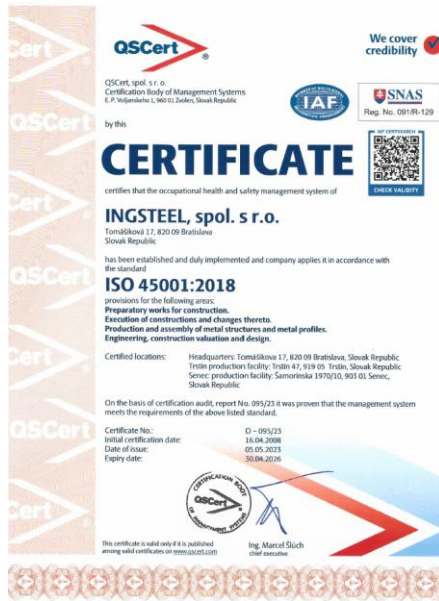 QSCert
We cover
credibility
QSCert, spol. s r. o.
Certification Body of Management Systems
E. P. Voljanskeho 1, 960 01 Zvolen, Slovak Republic
IAF
SNAS
Reg. No. 091/R-129
by this
IAF CERTSEARCH
CERTIFICATE
CHECK VALIDITY
certifies that the occupational health and safety management system of
INGSTEEL, spol. s r.o.
Tomášikova 17, 820 09 Bratislava
Slovak Republic
has been established and duly implemented and company applies it in accordance with
the standard
ISO 45001:2018
provisions for the following areas:
Preparatory works for construction.
Execution of constructions and changes thereto.
Production and assembly of metal structures and metal profiles.
Engineering, construction valuation and design.
Certified locations: Headquarters: Tomášikova 17, 820 09 Bratislava, Slovak Republic
Trstín production facility: Trstín 47, 919 05 Trstín, Slovak Republic
Senec production facility: Šamorínska 1970/10, 903 01 Senec,
Slovak Republic
On the basis of certification audit, report No. 095/23 it was proven that the management system
meets the requirements of the above listed standard.
Certificate No.: O – 095/23
Initial certification date: 16.04.2008
Date of issue: 05.05.2023
Expiry date: 30.04.2026
CERTIFICATION BODY
QSCert
OF MANAGEMENT SYSTEMS
This certificate is valid only if it is published
among valid certificates on www.qscert.com
Ing. Marcel Šlúch
chief executive